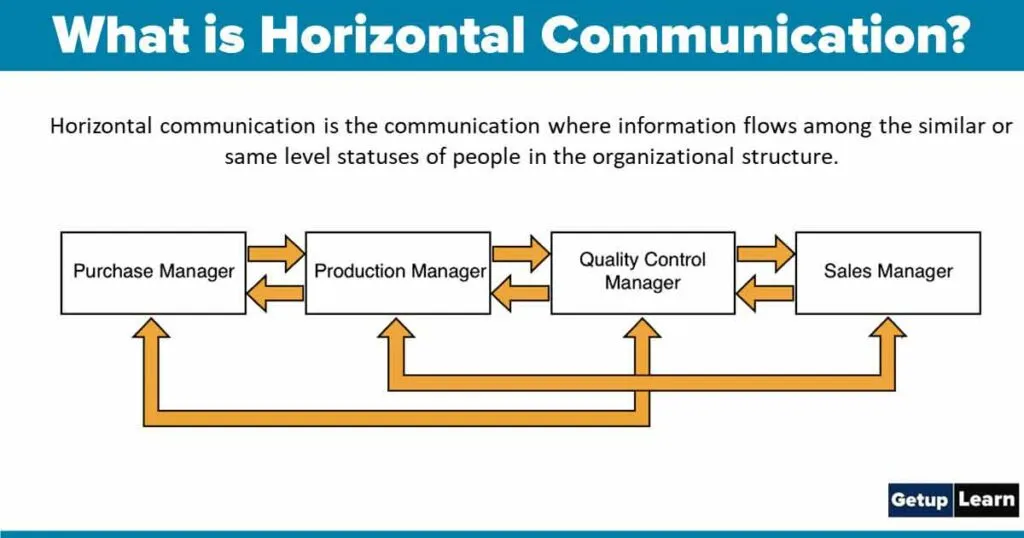 What is Horizontal Communication?
Horizontal communication is the communication where information flows among the similar or
same level statuses of people in the organizational structure.
Purchase Manager
Production Manager
Quality Control
Manager
Sales Manager
Getup Learn